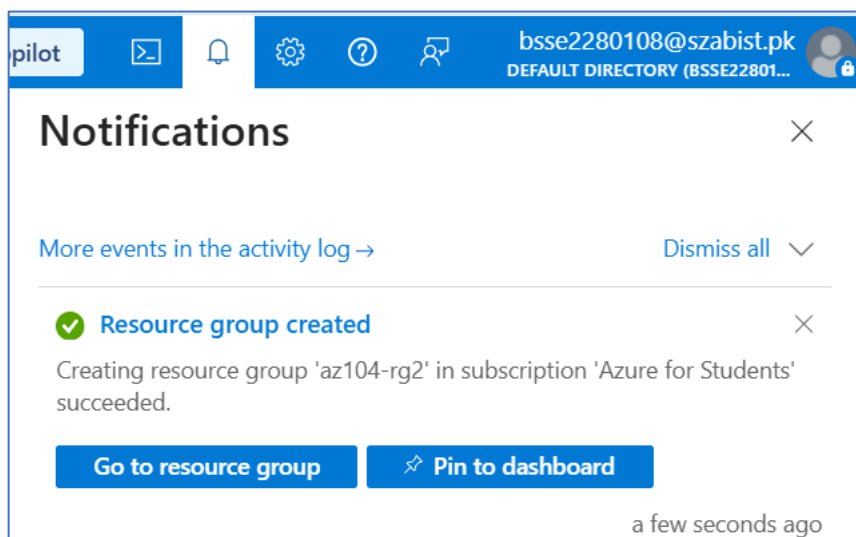 pilot
bsse2280108@szabist.pk
DEFAULT DIRECTORY (BSSE22801...
Notifications
More events in the activity log →
Dismiss all
Resource group created
Creating resource group 'az104-rg2' in subscription 'Azure for Students'
succeeded.
Go to resource group
Pin to dashboard
a few seconds ago